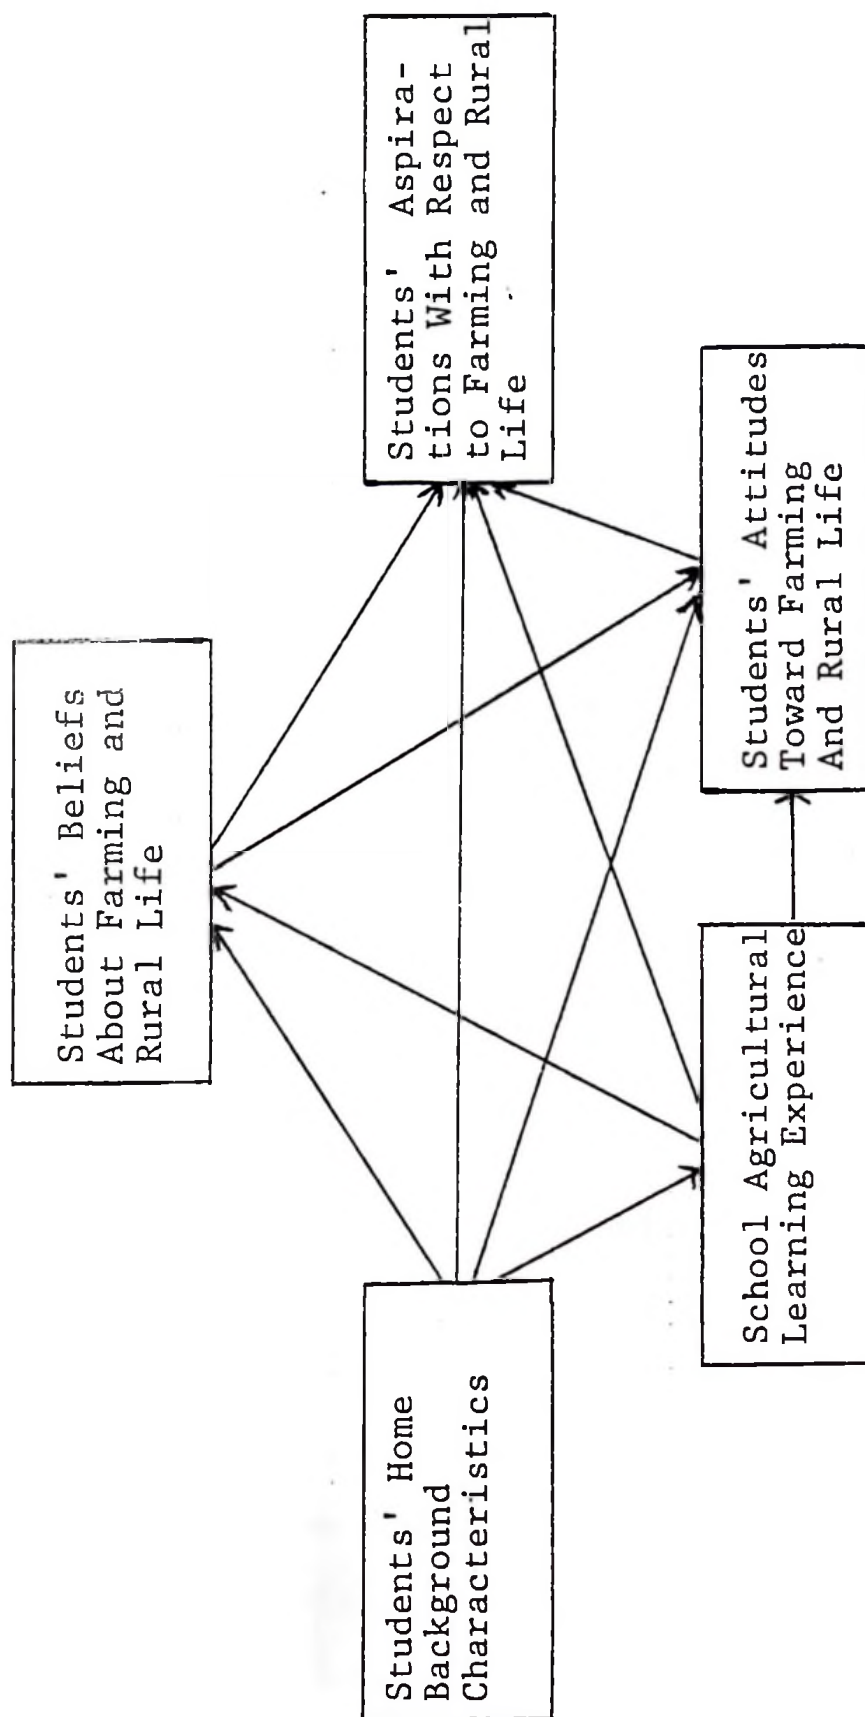 Students' Beliefs
About Farming and
Rural Life
Students' Home
Background
Characteristics
Students' Aspira-
tions With Respect
to Farming and Rural
Life
School Agricultural
Learning Experience
Students' Attitudes
Toward Farming
And Rural Life